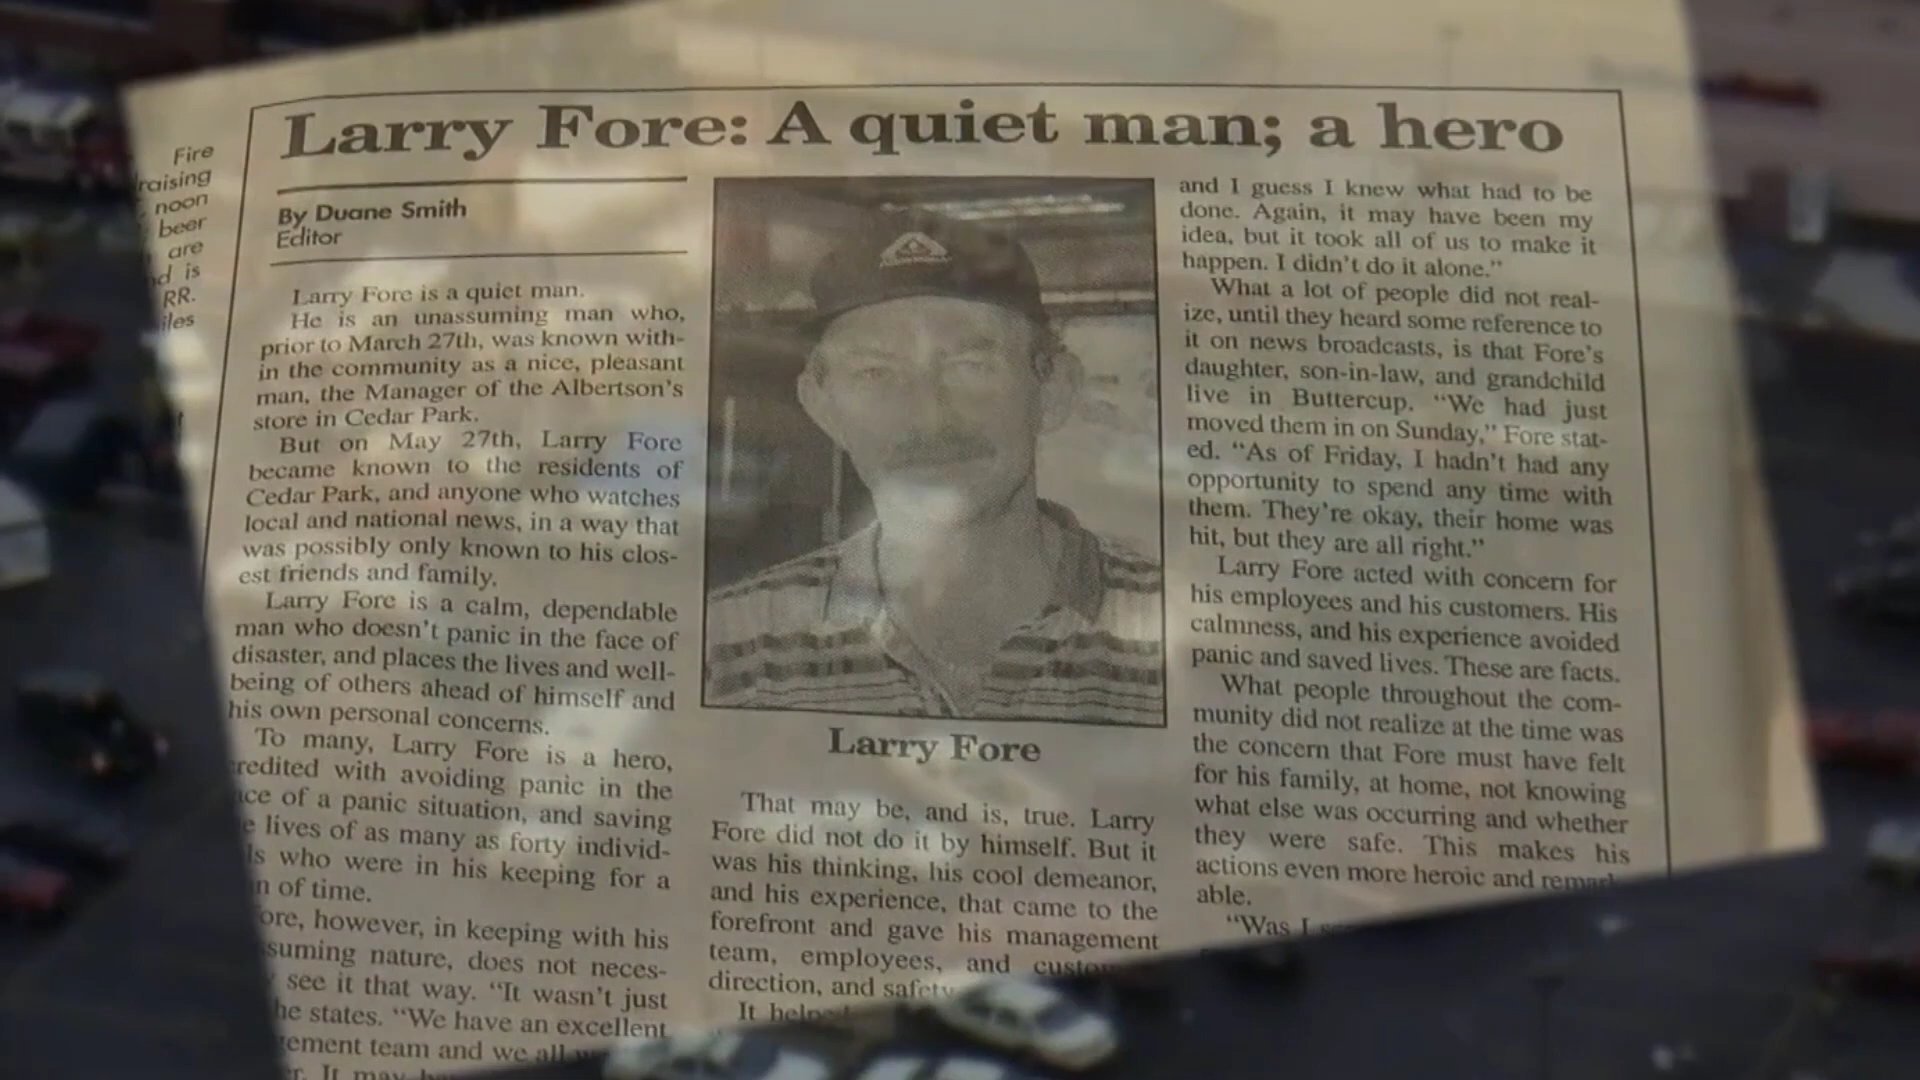 Larry Fore: A quiet man; a hero
Fire
raising
noon
beer
are
is
RR.
iles
By Duane Smith
Editor
Larry Fore is a quiet man.
He is an unassuming man who,
prior to March 27th, was known with-
in the community as a nice, pleasant
man, the Manager of the Albertson's
store in Cedar Park.
But on May 27th, Larry Fore
became known to the residents of
Cedar Park, and anyone who watches
local and national news, in a way that
was possibly only known to his clos-
est friends and family.
Larry Fore is a calm, dependable
man who doesn't panic in the face of
disaster, and places the lives and well-
being of others ahead of himself and
his own personal concerns.
To many, Larry Fore is a hero,
redited with avoiding panic in the
ce of a panic situation, and saving
e lives of as many as forty individ-
ls who were in his keeping for a
n of time.
ore, however, in keeping with his
suming nature, does not neces-
see it that way. "It wasn't just
he states. "We have an excellent
gement team and we all
r. It may
Larry Fore
That may be, and is, true. Larry
Fore did not do it by himself. But it
was his thinking, his cool demeanor,
and his experience, that came to the
forefront and gave his management
team, employees, and custo
direction, and safety
It helped
and I guess I knew what had to be
done. Again, it may have been my
idea, but it took all of us to make it
happen. I didn't do it alone."
What a lot of people did not real-
ize, until they heard some reference to
it on news broadcasts, is that Fore's
daughter, son-in-law, and grandchild
live in Buttercup. "We had just
moved them in on Sunday," Fore stat-
ed. "As of Friday, I hadn't had any
opportunity to spend any time with
them. They're okay, their home was
hit, but they are all right."
Larry Fore acted with concern for
his employees and his customers. His
calmness, and his experience avoided
panic and saved lives. These are facts.
What people throughout the com-
munity did not realize at the time was
the concern that Fore must have felt
for his family, at home, not knowing
what else was occurring and whether
they were safe. This makes his
actions even more heroic and remark-
able.
"Was I